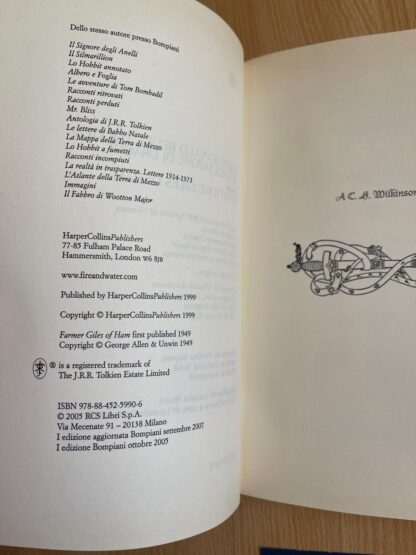 Dello stesso autore presso Bompiani
Il Signore degli Anelli
Il Silmarillion
Lo Hobbit annotato
Albero e Foglia
Le avventure di Tom Bombadil
Racconti ritrovati
Racconti perduti
Mr. Bliss
Antologia di J.R.R. Tolkien
Le lettere di Babbo Natale
La Mappa della Terra di Mezzo
Lo Hobbit a fumetti
Racconti incompiuti
La realtà in trasparenza. Lettere 1914-1973
L'Atlante della Terra di Mezzo
Immagini
Il Fabbro di Wootton Major
HarperCollinsPublishers
77-85 Fulham Palace Road
Hammersmith, London W6 8JB
www.fireandwater.com
Published by HarperCollinsPublishers 1999
Copyright © HarperCollinsPublishers 1999
Farmer Giles of Ham first published 1949
Copyright © George Allen & Unwin 1949
® is a registered trademark of
The J.R.R. Tolkien Estate Limited
ISBN 978-88-452-5990-6
© 2005 RCS Libri S.p.A.
Via Mecenate 91 – 20138 Milano
I edizione aggiornata Bompiani settembre 2007
I edizione Bompiani ottobre 2005
A C. H. Wilkinson